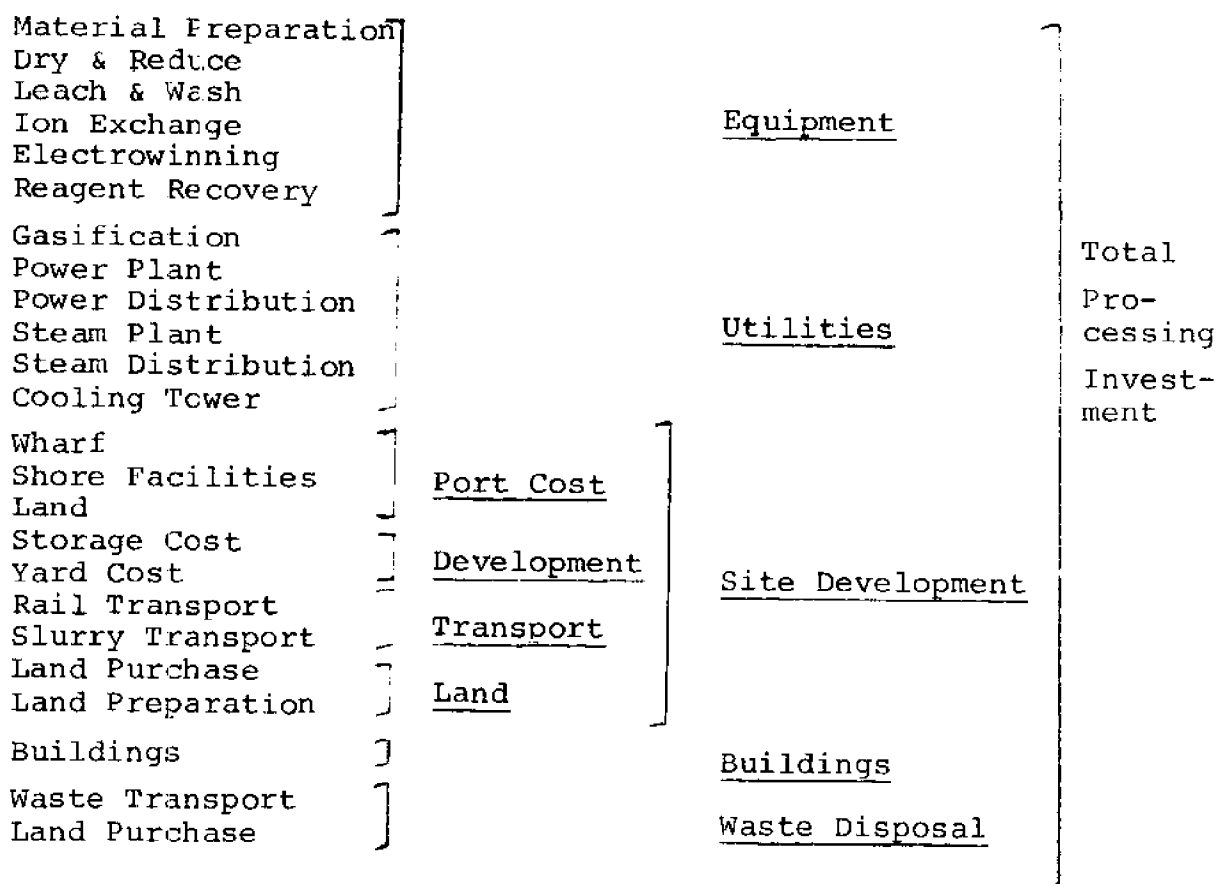 Material Preparation
Dry & Reduce
Leach & Wash
Ion Exchange
Electrowinning
Reagent Recovery
Equipment
Gasification
Power Plant
Power Distribution
Steam Plant
Steam Distribution
Cooling Tower
Utilities
Wharf
Shore Facilities
Land
Port Cost
Storage Cost
Yard Cost
Development
Rail Transport
Slurry Transport
Transport
Land Purchase
Land Preparation
Land
Site Development
Buildings
Buildings
Waste Transport
Land Purchase
Waste Disposal
Total
Pro-
cessing
Invest-
ment